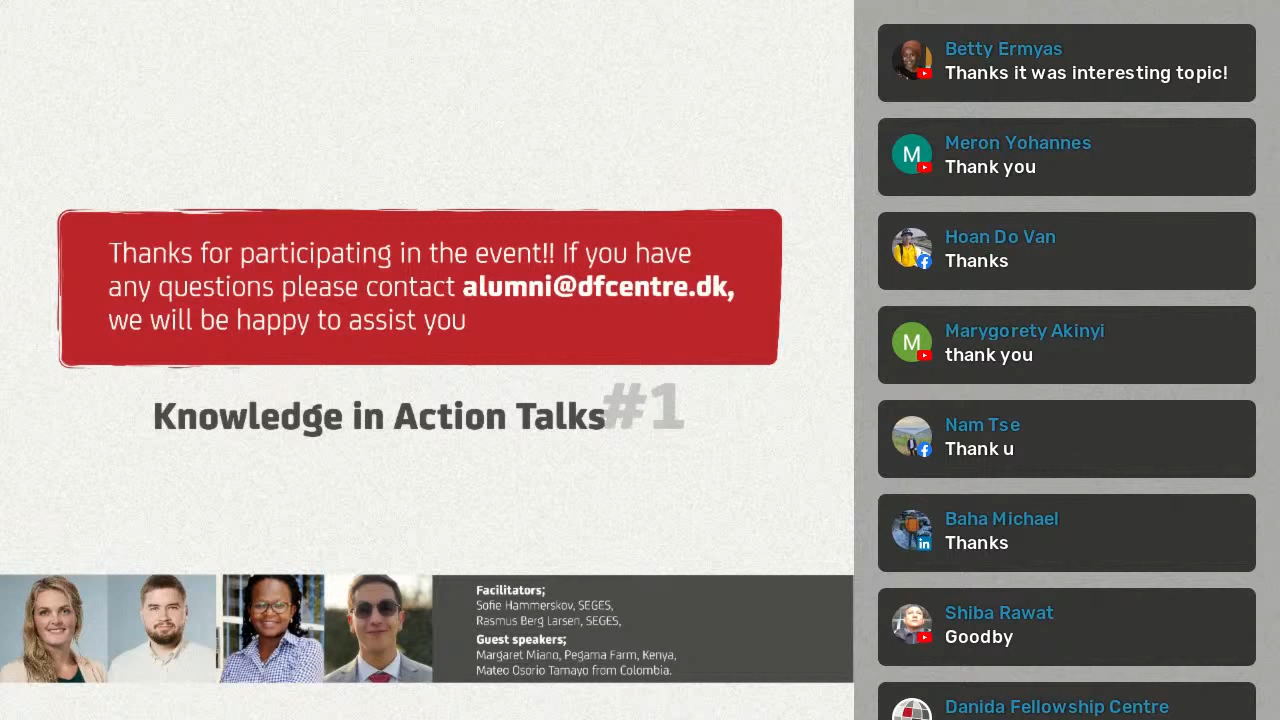 Thanks for participating in the event!! If you have
any questions please contact alumni@dfcentre.dk,
we will be happy to assist you
Knowledge in Action Talks #1
Facilitators;
Sofie Hammerskov, SEGES,
Rasmus Berg Larsen, SEGES,
Guest speakers;
Margaret Miano, Pegama Farm, Kenya,
Mateo Osorio Tamayo from Colombia.
Betty Ermyas
Thanks it was interesting topic!
M
Meron Yohannes
Thank you
Hoan Do Van
Thanks
M
Marygorety Akinyi
thank you
Nam Tse
Thank u
Baha Michael
Thanks
in
Shiba Rawat
Goodby
Danida Fellowship Centre